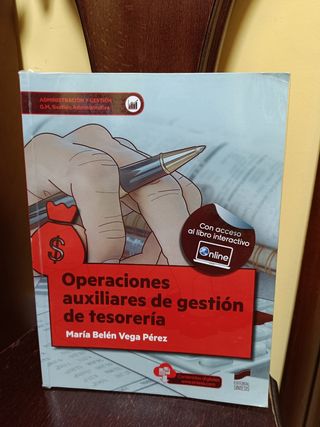 ADMINISTRACIÓN Y GESTIÓN
G.M. Gestión Administrativa
Con acceso
al libro interactivo
Online
$
Operaciones
auxiliares de gestión
de tesorería
María Belén Vega Pérez
EDITORIAL
SÍNTESIS